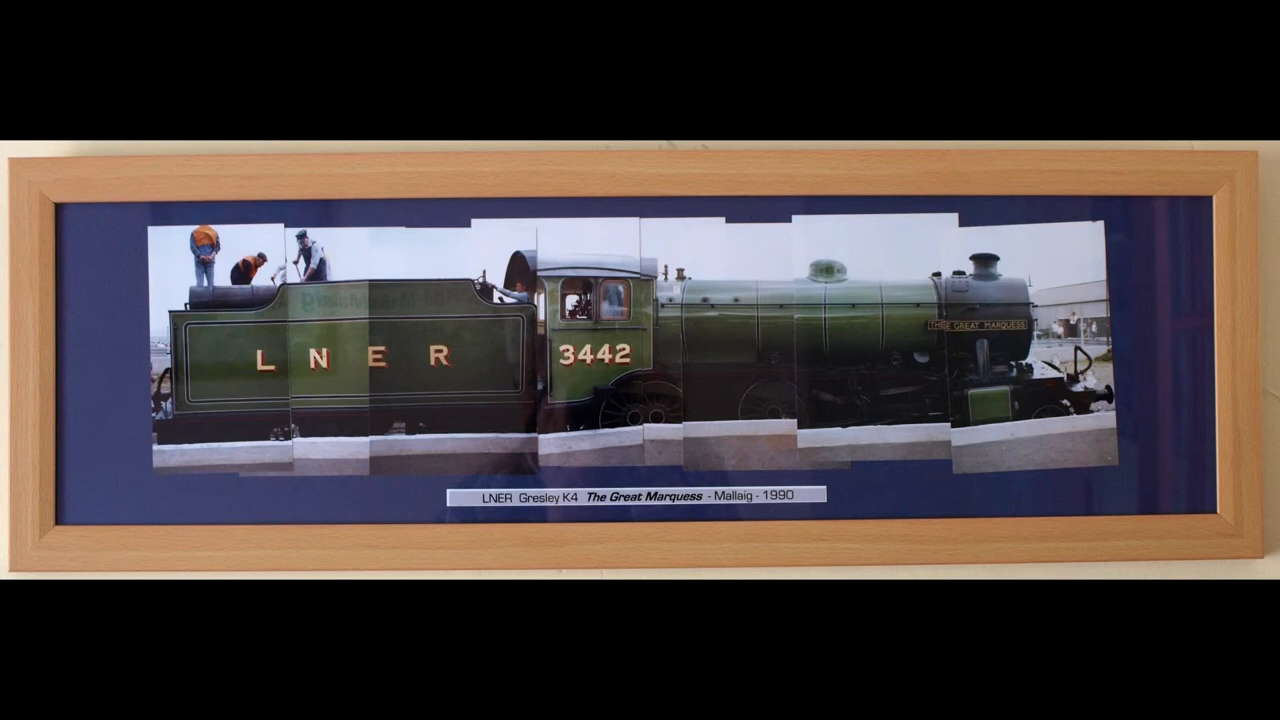 L N E R
3442
THE GREAT MARQUESS
LNER Gresley K4 The Great Marquess - Mallaig - 1990